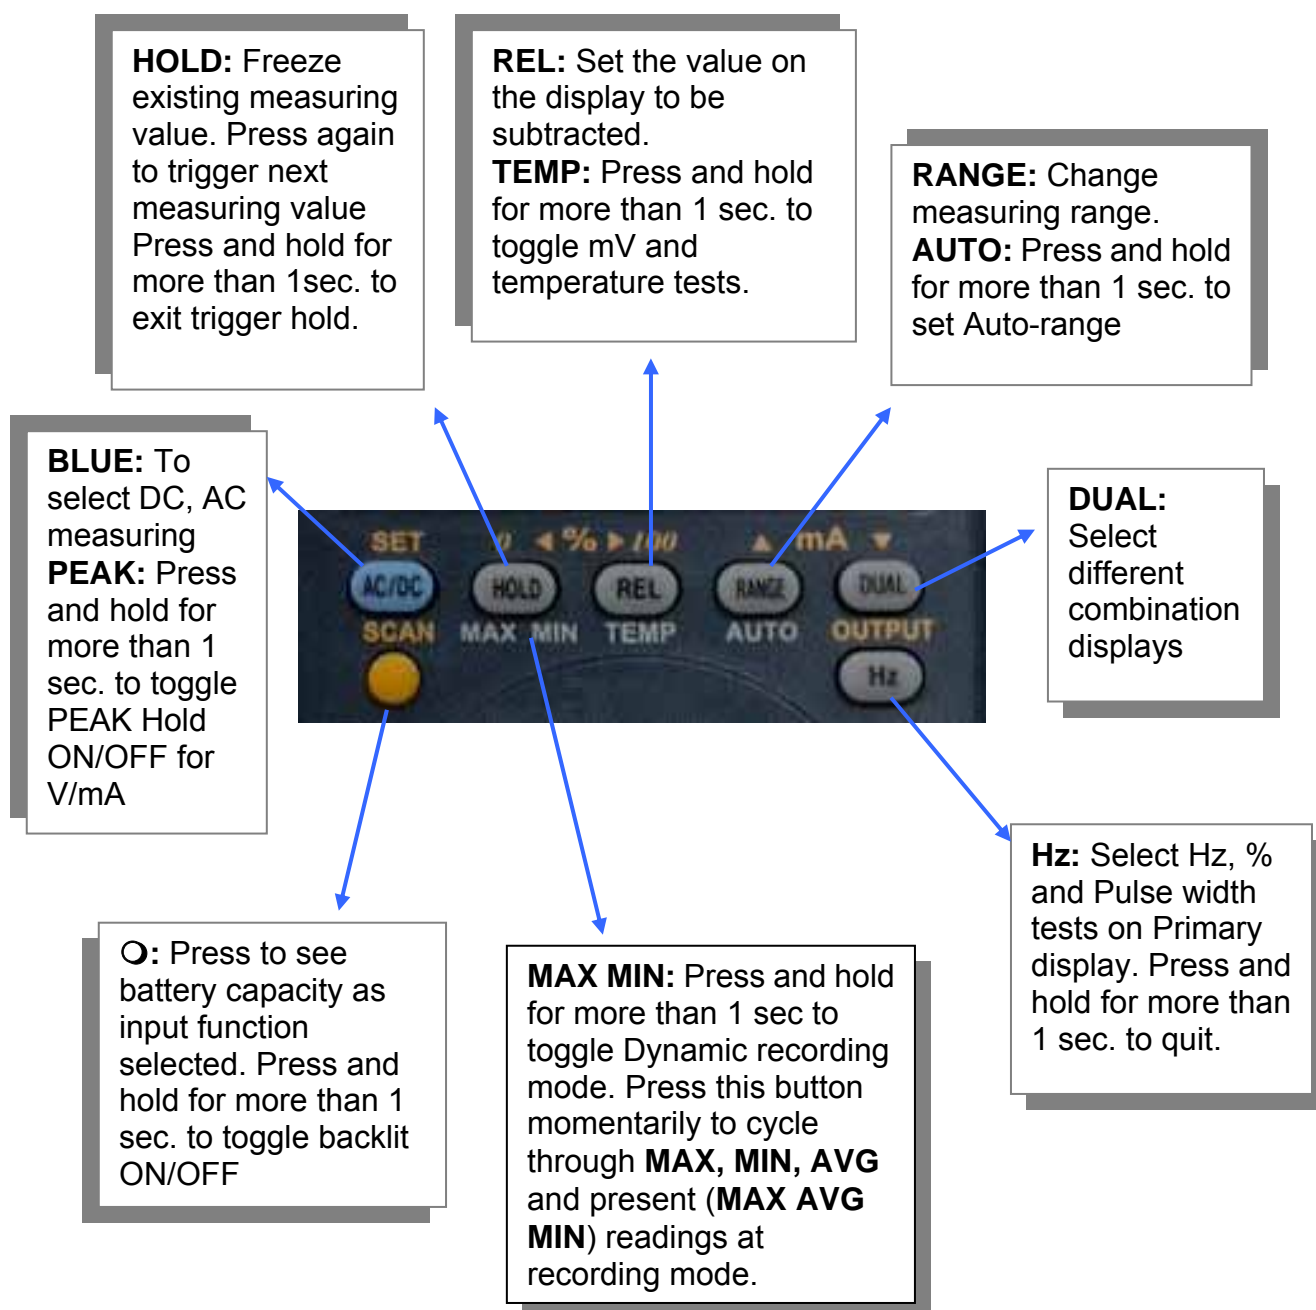 HOLD: Freeze
existing measuring
value. Press again
to trigger next
measuring value
Press and hold for
more than 1sec. to
exit trigger hold.
REL: Set the value on
the display to be
subtracted.
TEMP: Press and hold
for more than 1 sec. to
toggle mV and
temperature tests.
RANGE: Change
measuring range.
AUTO: Press and hold
for more than 1 sec. to
set Auto-range
BLUE: To
select DC, AC
measuring
PEAK: Press
and hold for
more than 1
sec. to toggle
PEAK Hold
ON/OFF for
V/mA
SET 0 ◀ % ▶ 100 ▲ mA ▼
AC/DC HOLD REL RANGE DUAL
SCAN MAX MIN TEMP AUTO OUTPUT
Hz
DUAL:
Select
different
combination
displays
O: Press to see
battery capacity as
input function
selected. Press and
hold for more than 1
sec. to toggle backlit
ON/OFF
MAX MIN: Press and hold
for more than 1 sec to
toggle Dynamic recording
mode. Press this button
momentarily to cycle
through MAX, MIN, AVG
and present (MAX AVG
MIN) readings at
recording mode.
Hz: Select Hz, %
and Pulse width
tests on Primary
display. Press and
hold for more than
1 sec. to quit.